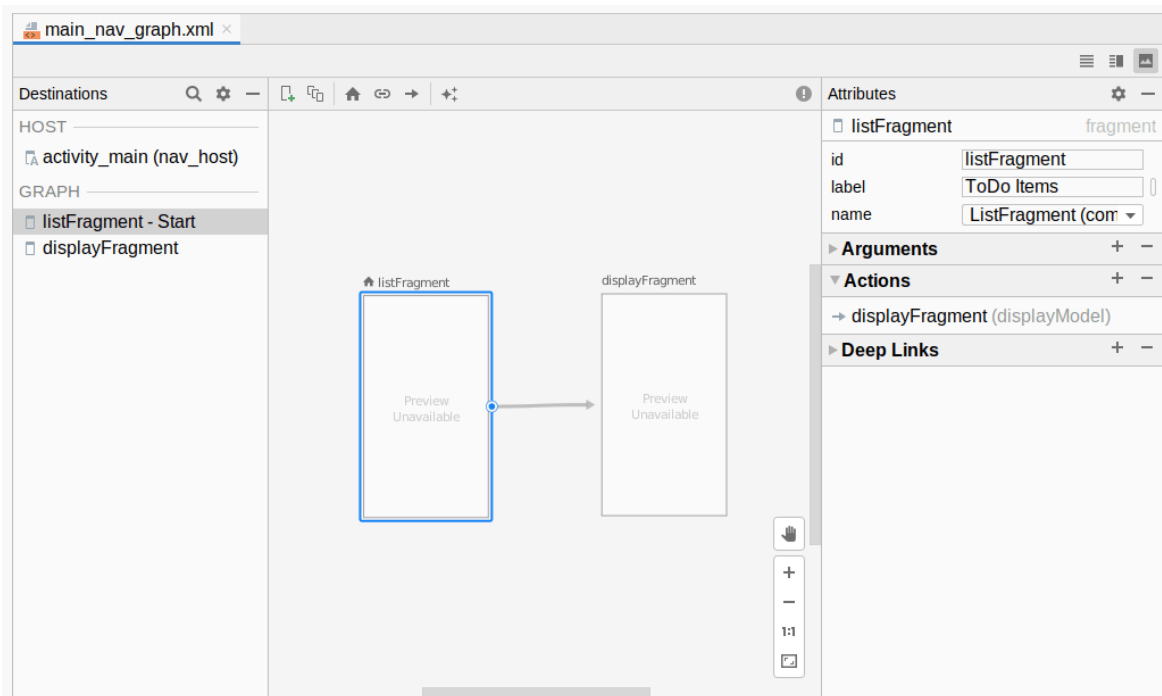 main_nav_graph.xml
Destinations
HOST
activity_main (nav_host)
GRAPH
listFragment - Start
displayFragment
listFragment
Preview
Unavailable
displayFragment
Preview
Unavailable
1:1
Attributes
listFragment fragment
id listFragment
label ToDo Items
name ListFragment (com
Arguments
Actions
displayFragment (displayModel)
Deep Links